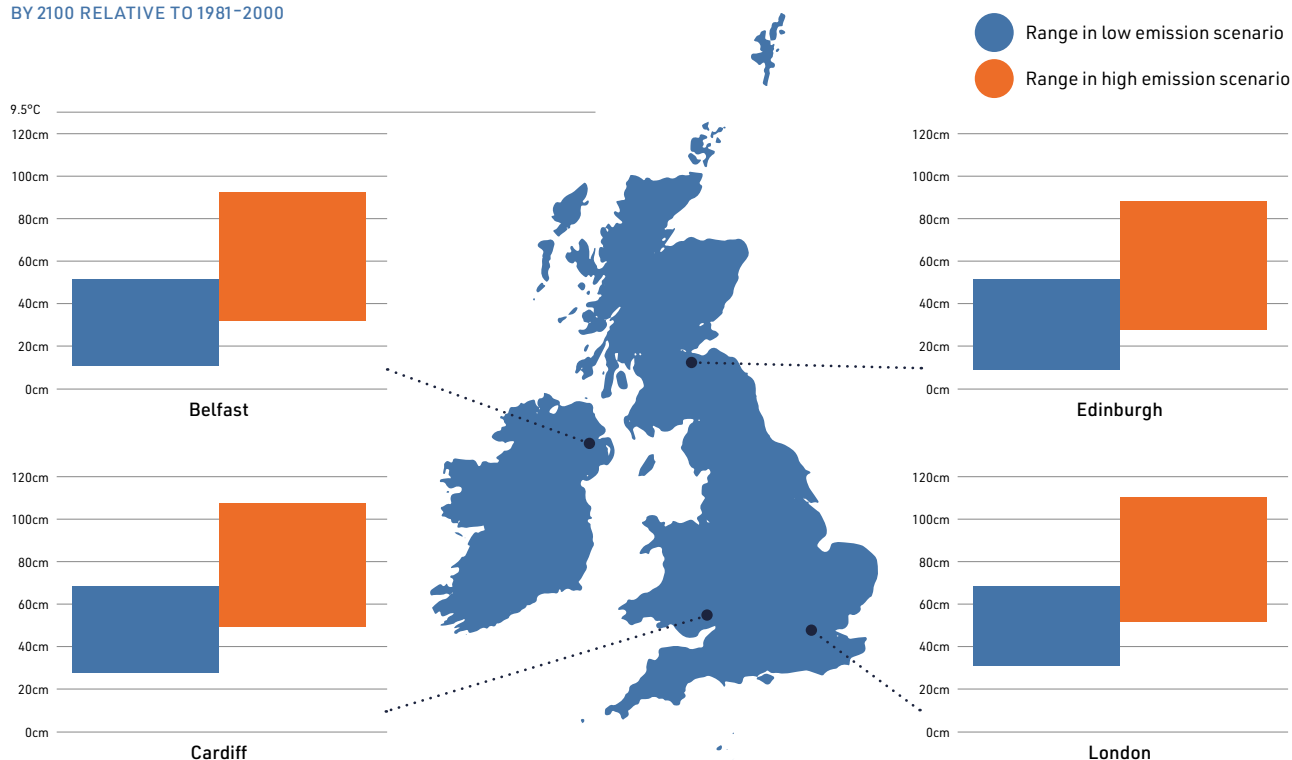 BY 2100 RELATIVE TO 1981–2000
Range in low emission scenario
Range in high emission scenario
9.5°C
120cm
100cm
80cm
60cm
40cm
20cm
0cm
Belfast
120cm
100cm
80cm
60cm
40cm
20cm
0cm
Edinburgh
120cm
100cm
80cm
60cm
40cm
20cm
0cm
Cardiff
120cm
100cm
80cm
60cm
40cm
20cm
0cm
London